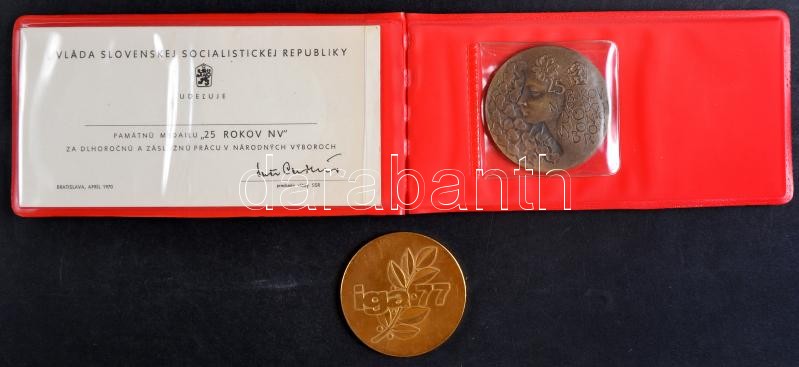 VLÁDA SLOVENSKEJ SOCIALISTICKEJ REPUBLIKY
UDEĽUJE
PAMÄTNÚ MEDAILU „25 ROKOV NV"
ZA DLHOROČNÚ A ZÁSLUŽNÚ PRÁCU V NÁRODNÝCH VÝBOROCH
BRATISLAVA, APRÍL 1970
predseda vlády SSR
darabanth
iga·77